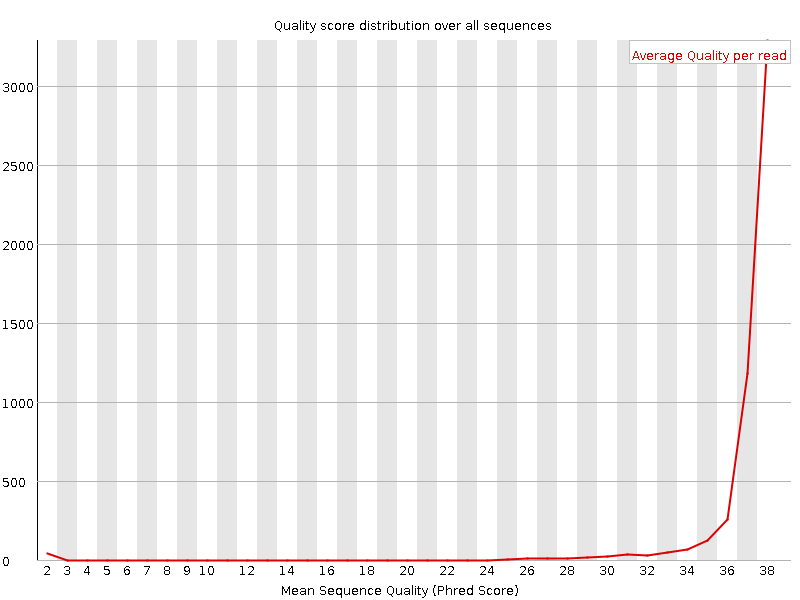 Quality score distribution over all sequences
Average Quality per read
3000
2500
2000
1500
1000
500
0
2 3 4 5 6 7 8 9 10 12 14 16 18 20 22 24 26 28 30 32 34 36 38
Mean Sequence Quality (Phred Score)